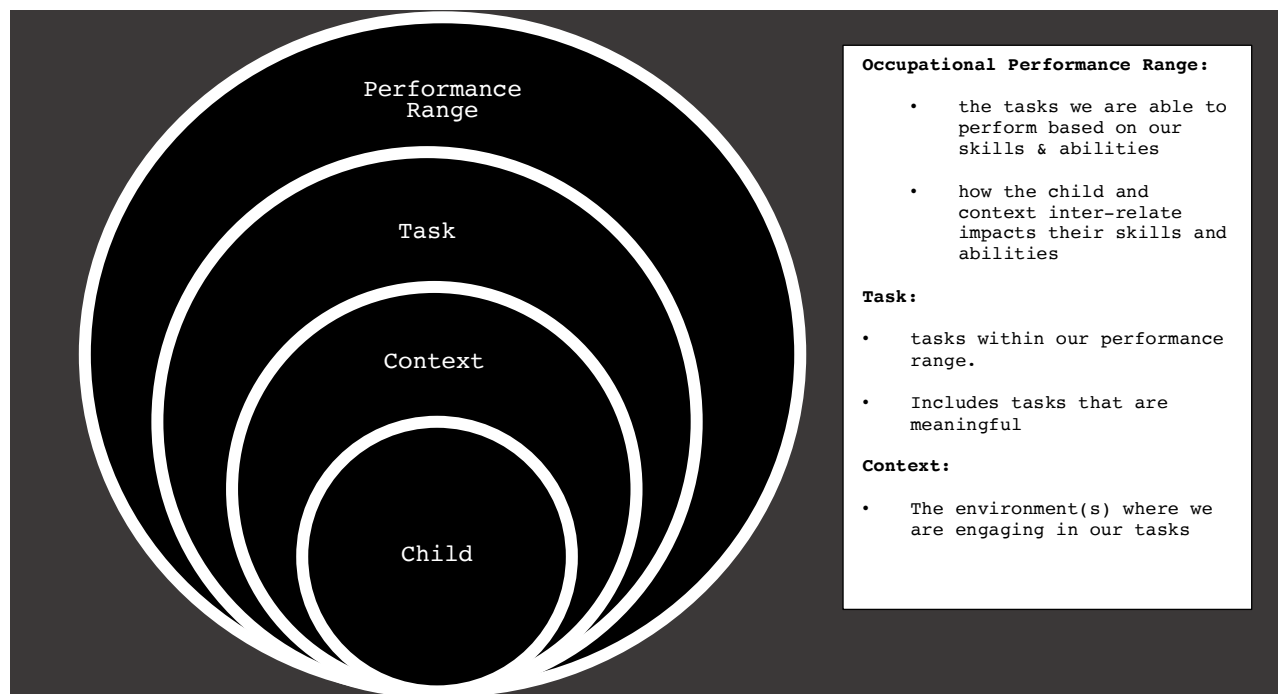 Performance
Range
Task
Context
Child
Occupational Performance Range:
• the tasks we are able to
perform based on our
skills & abilities
• how the child and
context inter-relate
impacts their skills and
abilities
Task:
• tasks within our performance
range.
• Includes tasks that are
meaningful
Context:
• The environment(s) where we
are engaging in our tasks